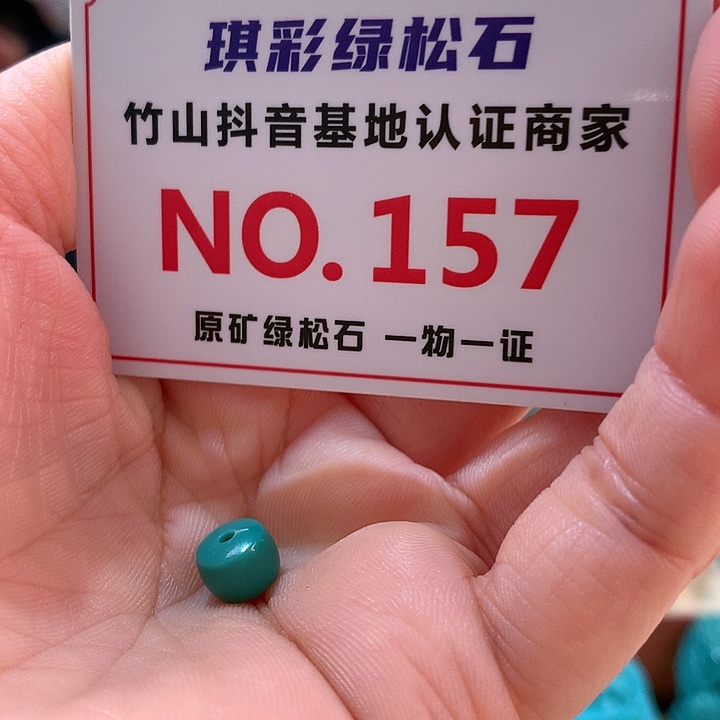 琪彩绿松石
竹山抖音基地认证商家
NO.157
原矿绿松石 一物一证